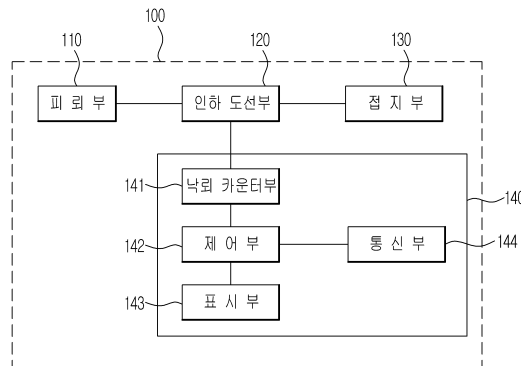 100
110 120 130
피 뢰 부 인하 도선부 접 지 부
141 낙뢰 카운터부
140
142 제 어 부 통 신 부 144
143 표 시 부